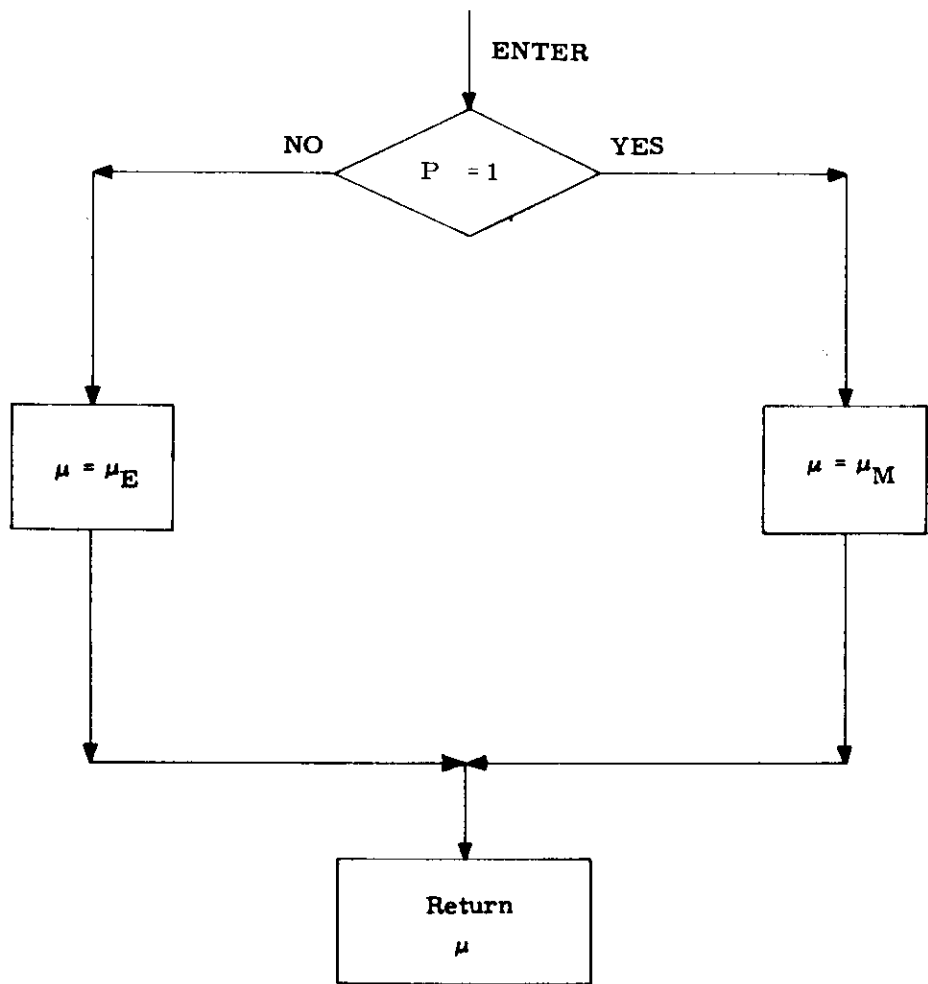 ENTER
NO
YES
P = 1
μ = μE
μ = μM
Return
μ